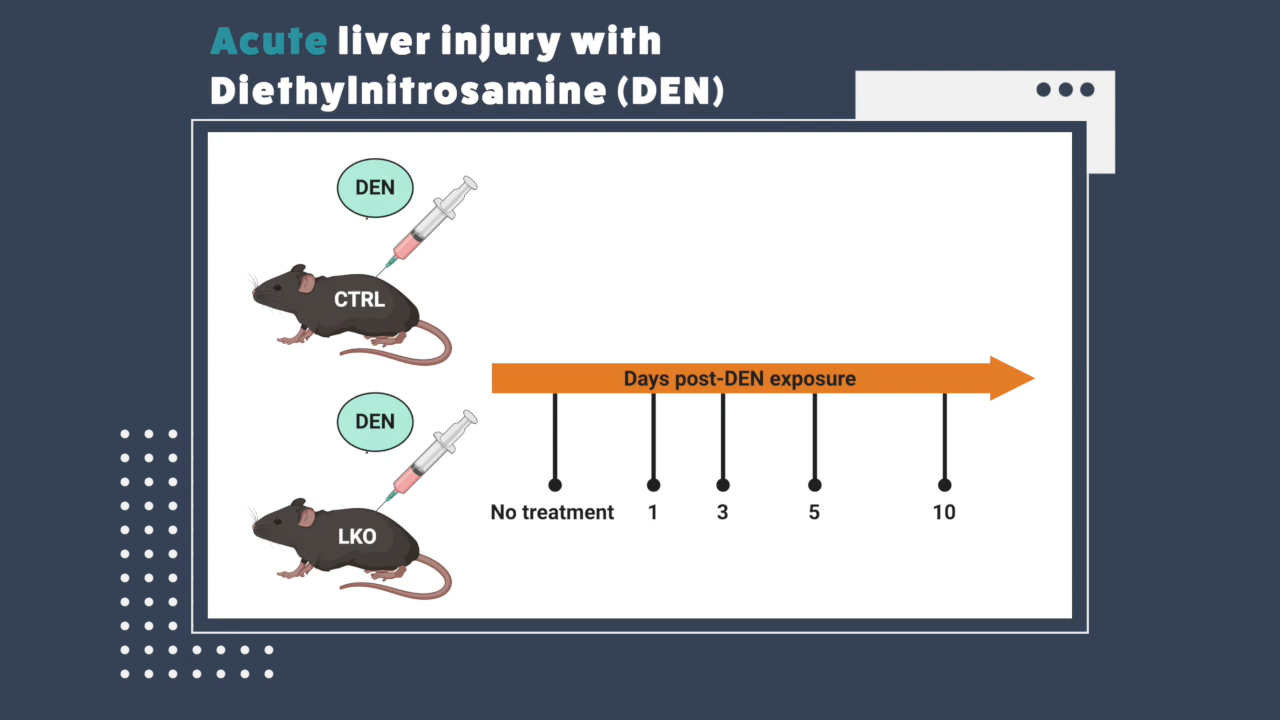 Acute liver injury with
Diethylnitrosamine (DEN)
DEN
CTRL
DEN
LKO
Days post-DEN exposure
No treatment 1 3 5 10